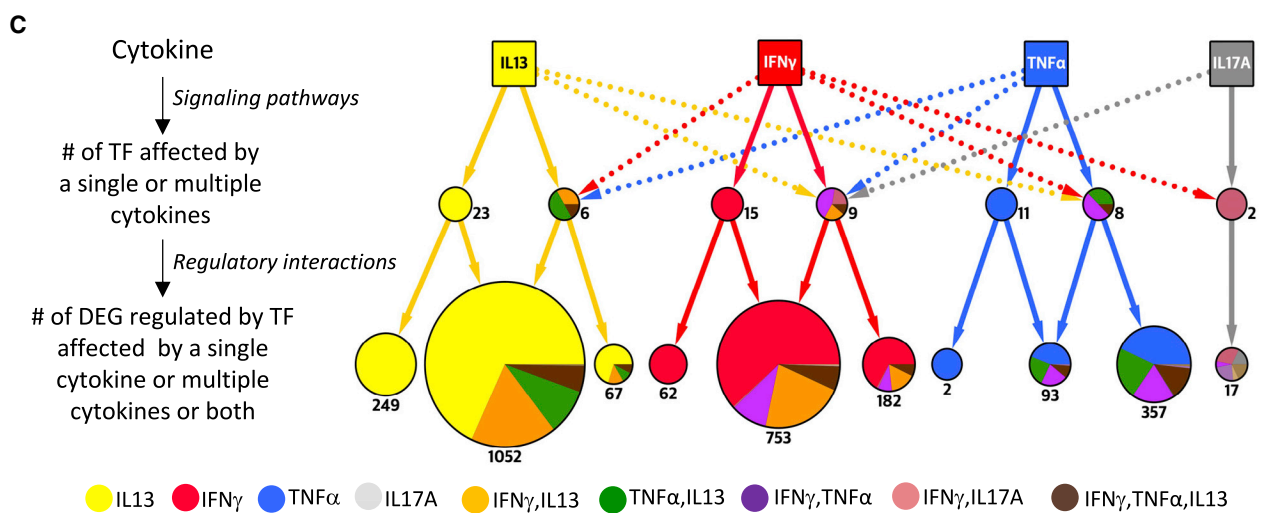 C
Cytokine
Signaling pathways
# of TF affected by
a single or multiple
cytokines
Regulatory interactions
# of DEG regulated by TF
affected by a single
cytokine or multiple
cytokines or both
IL13
IFNγ
TNFα
IL17A
23
6
15
9
11
8
2
249
1052
67
62
753
182
2
93
357
17
IL13
IFNγ
TNFα
IL17A
IFNγ,IL13
TNFα,IL13
IFNγ,TNFα
IFNγ,IL17A
IFNγ,TNFα,IL13